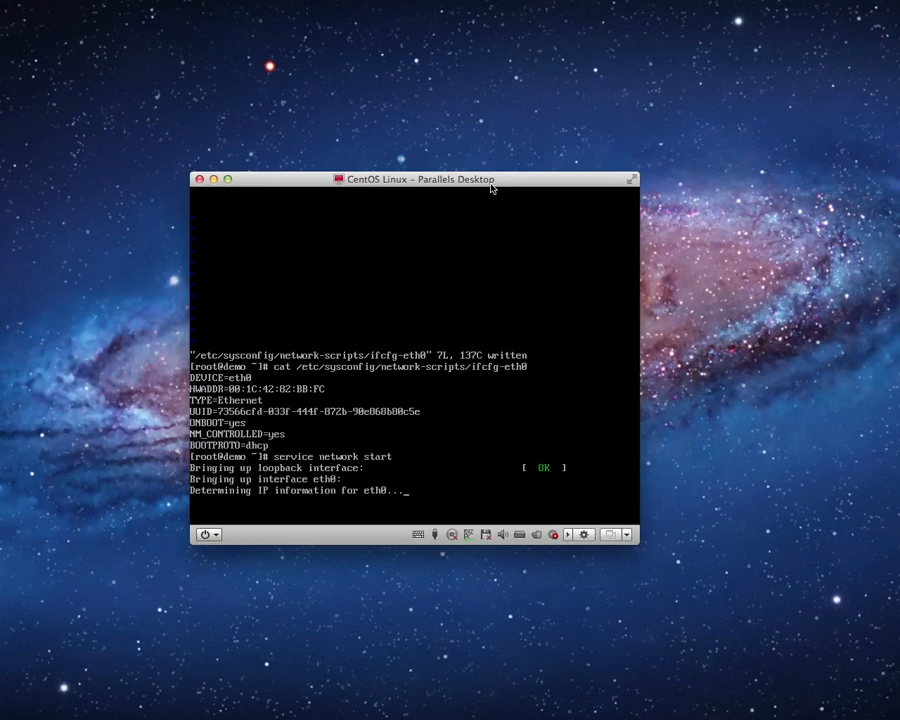 CentOS Linux - Parallels Desktop
"/etc/sysconfig/network-scripts/ifcfg-eth0" 7L, 137C written
[root@demo ~]# cat /etc/sysconfig/network-scripts/ifcfg-eth0
DEVICE=eth0
HWADDR=00:1C:42:82:BB:FC
TYPE=Ethernet
UUID=73566cfd-033f-444f-872b-90e868b80c5e
ONBOOT=yes
NM_CONTROLLED=yes
BOOTPROTO=dhcp
[root@demo ~]# service network start
Bringing up loopback interface: [ OK ]
Bringing up interface eth0:
Determining IP information for eth0..._